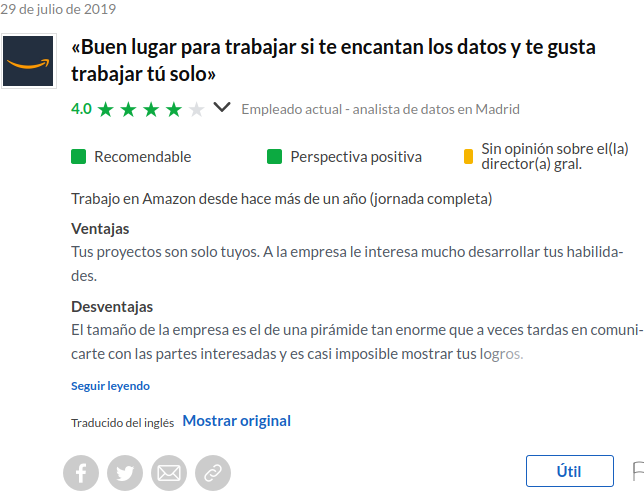 29 de julio de 2019
«Buen lugar para trabajar si te encantan los datos y te gusta
trabajar tú solo»
4.0 Empleado actual - analista de datos en Madrid
Recomendable Perspectiva positiva Sin opinión sobre el(la)
director(a) gral.
Trabajo en Amazon desde hace más de un año (jornada completa)
Ventajas
Tus proyectos son solo tuyos. A la empresa le interesa mucho desarrollar tus habilida-
des.
Desventajas
El tamaño de la empresa es el de una pirámide tan enorme que a veces tardas en comuni-
carte con las partes interesadas y es casi imposible mostrar tus logros.
Seguir leyendo
Traducido del inglés Mostrar original
Útil